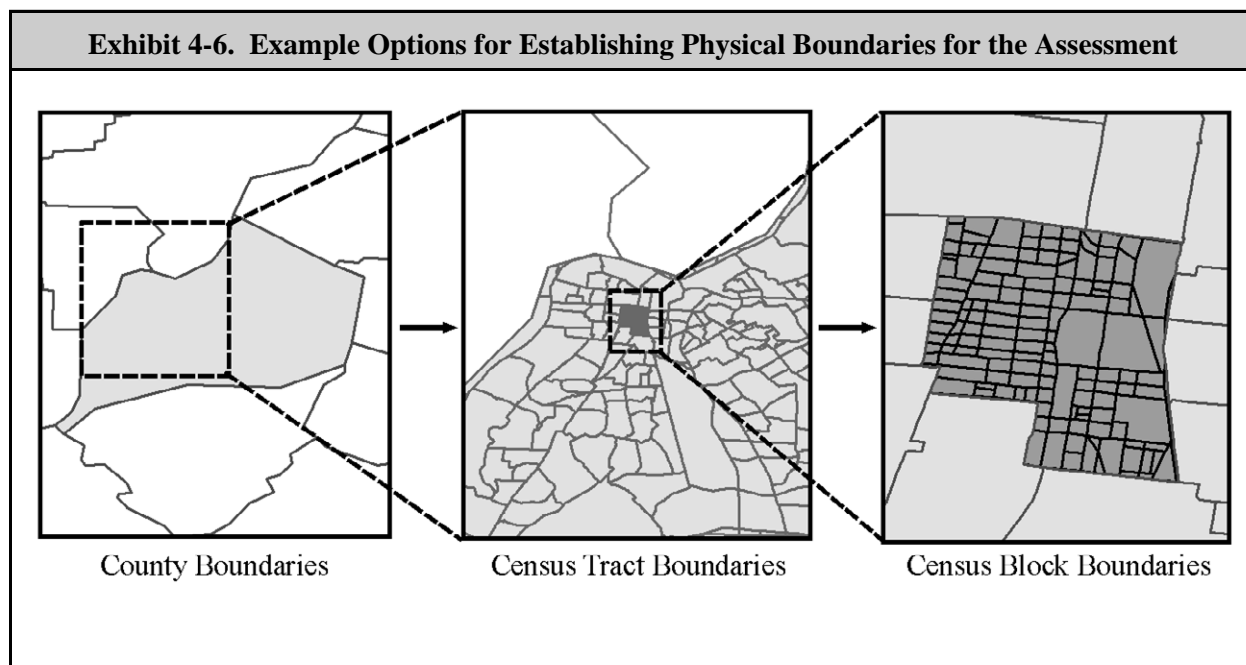 Exhibit 4-6. Example Options for Establishing Physical Boundaries for the Assessment
County Boundaries
Census Tract Boundaries
Census Block Boundaries